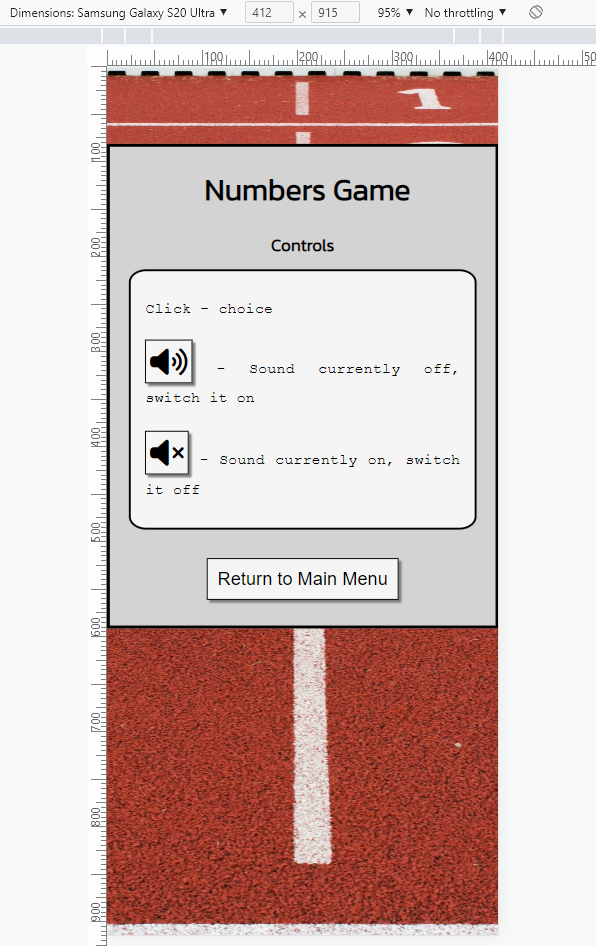 Dimensions: Samsung Galaxy S20 Ultra ▼ 412 × 915 95% ▼ No throttling ▼
100 200 300 400 500
1
100
Numbers Game
200
Controls
300
Click - choice
- Sound currently off,
switch it on
400
- Sound currently on, switch
it off
500
Return to Main Menu
600
700
800
900